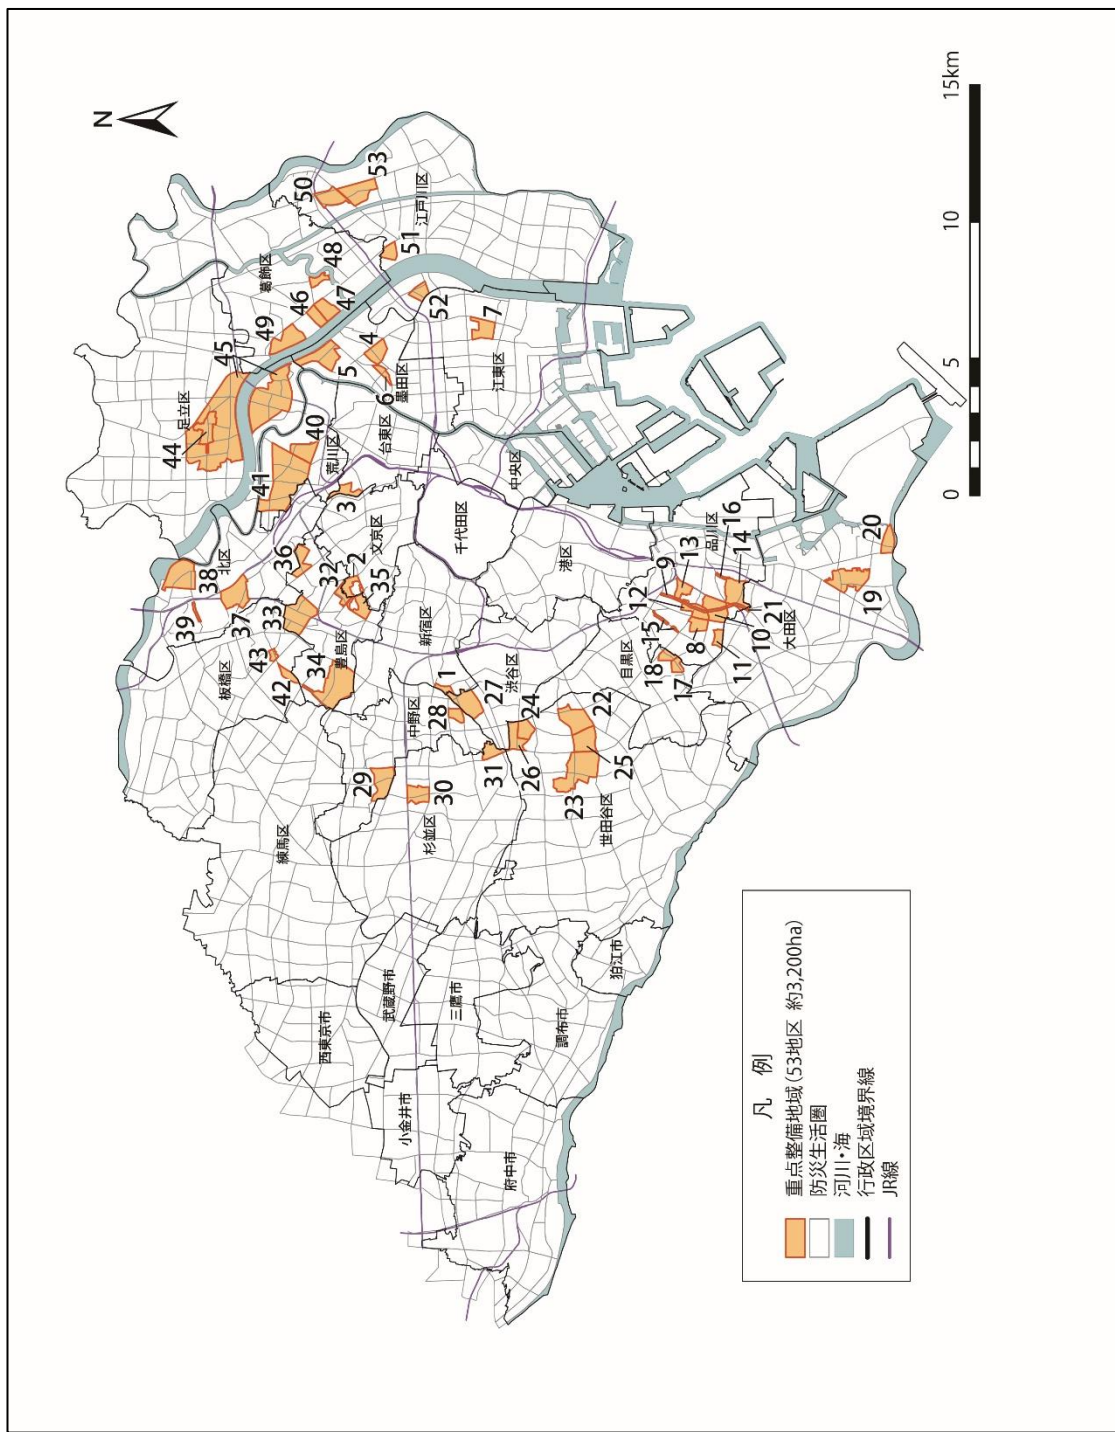 N
足立区
葛飾区
江戸川区
墨田区
江東区
台東区
荒川区
北区
文京区
千代田区
中央区
港区
新宿区
豊島区
板橋区
練馬区
中野区
杉並区
渋谷区
世田谷区
目黒区
品川区
大田区
西東京市
武蔵野市
三鷹市
小金井市
府中市
調布市
狛江市
1
2
3
4
5
6
7
8
9
10
11
12
13
14
15
16
17
18
19
20
21
22
23
24
25
26
27
28
29
30
31
32
33
34
35
36
37
38
39
40
41
42
43
44
45
46
47
48
49
50
51
52
53
凡 例
重点整備地域(53地区 約3,200ha)
防災生活圏
河川・海
行政区域境界線
JR線
0 5 10 15km